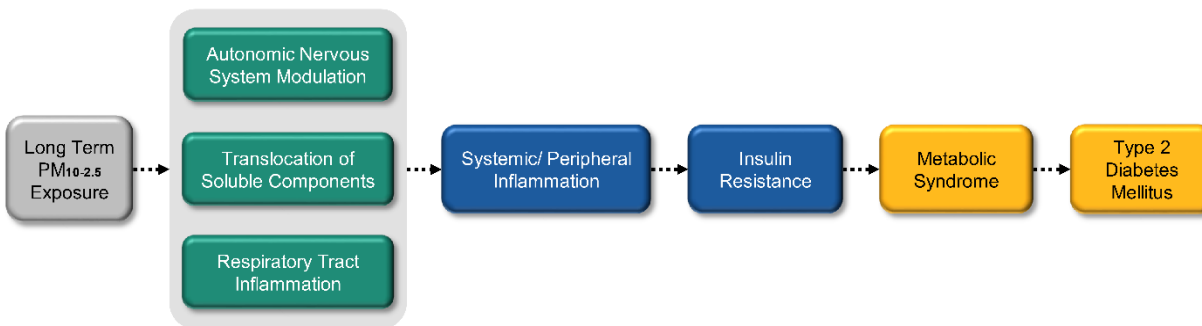 Long Term
PM10-2.5
Exposure
Autonomic Nervous
System Modulation
Translocation of
Soluble Components
Respiratory Tract
Inflammation
Systemic/ Peripheral
Inflammation
Insulin
Resistance
Metabolic
Syndrome
Type 2
Diabetes
Mellitus